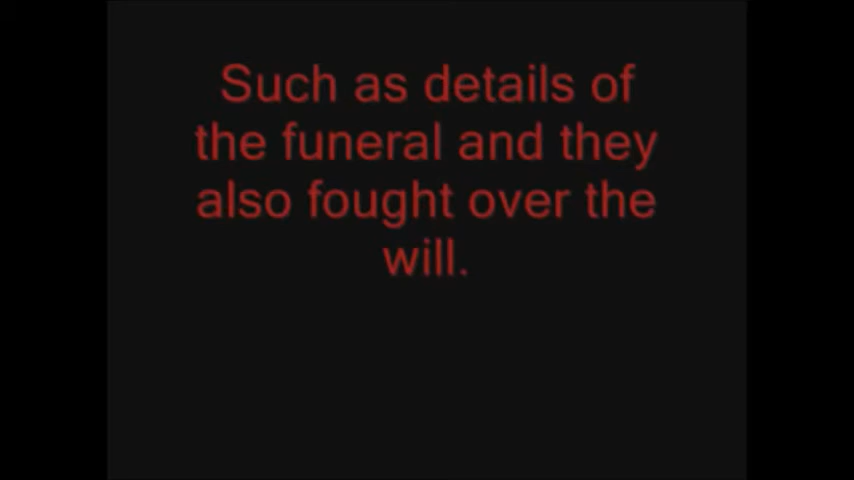 Such as details of
the funeral and they
also fought over the
will.